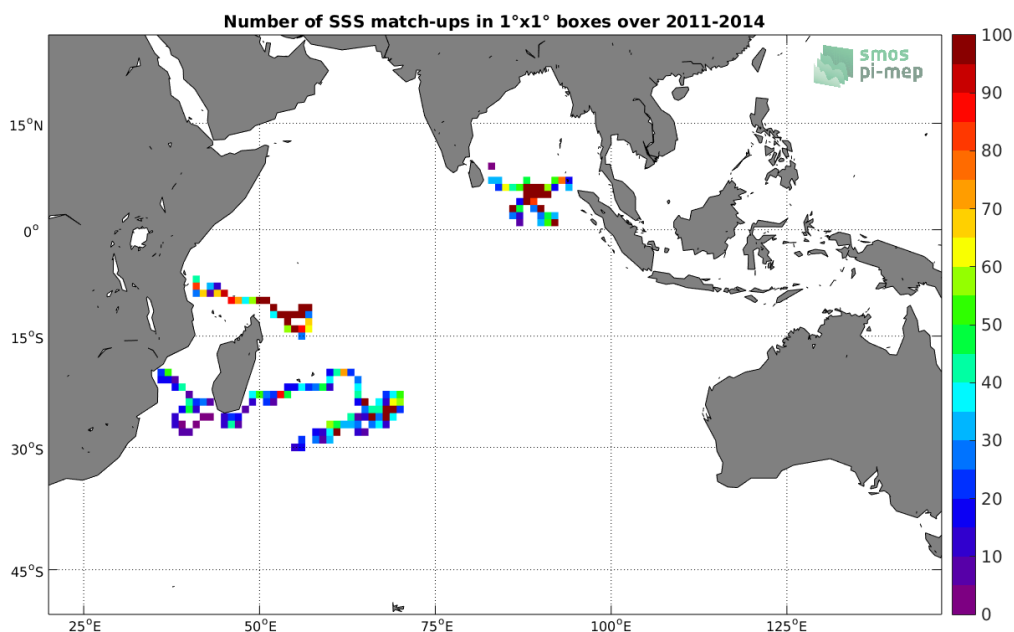 Number of SSS match-ups in 1°x1° boxes over 2011-2014
smos
pi-mep
100
90
80
70
60
50
40
30
20
10
0
15°N
0°
15°S
30°S
45°S
25°E
50°E
75°E
100°E
125°E